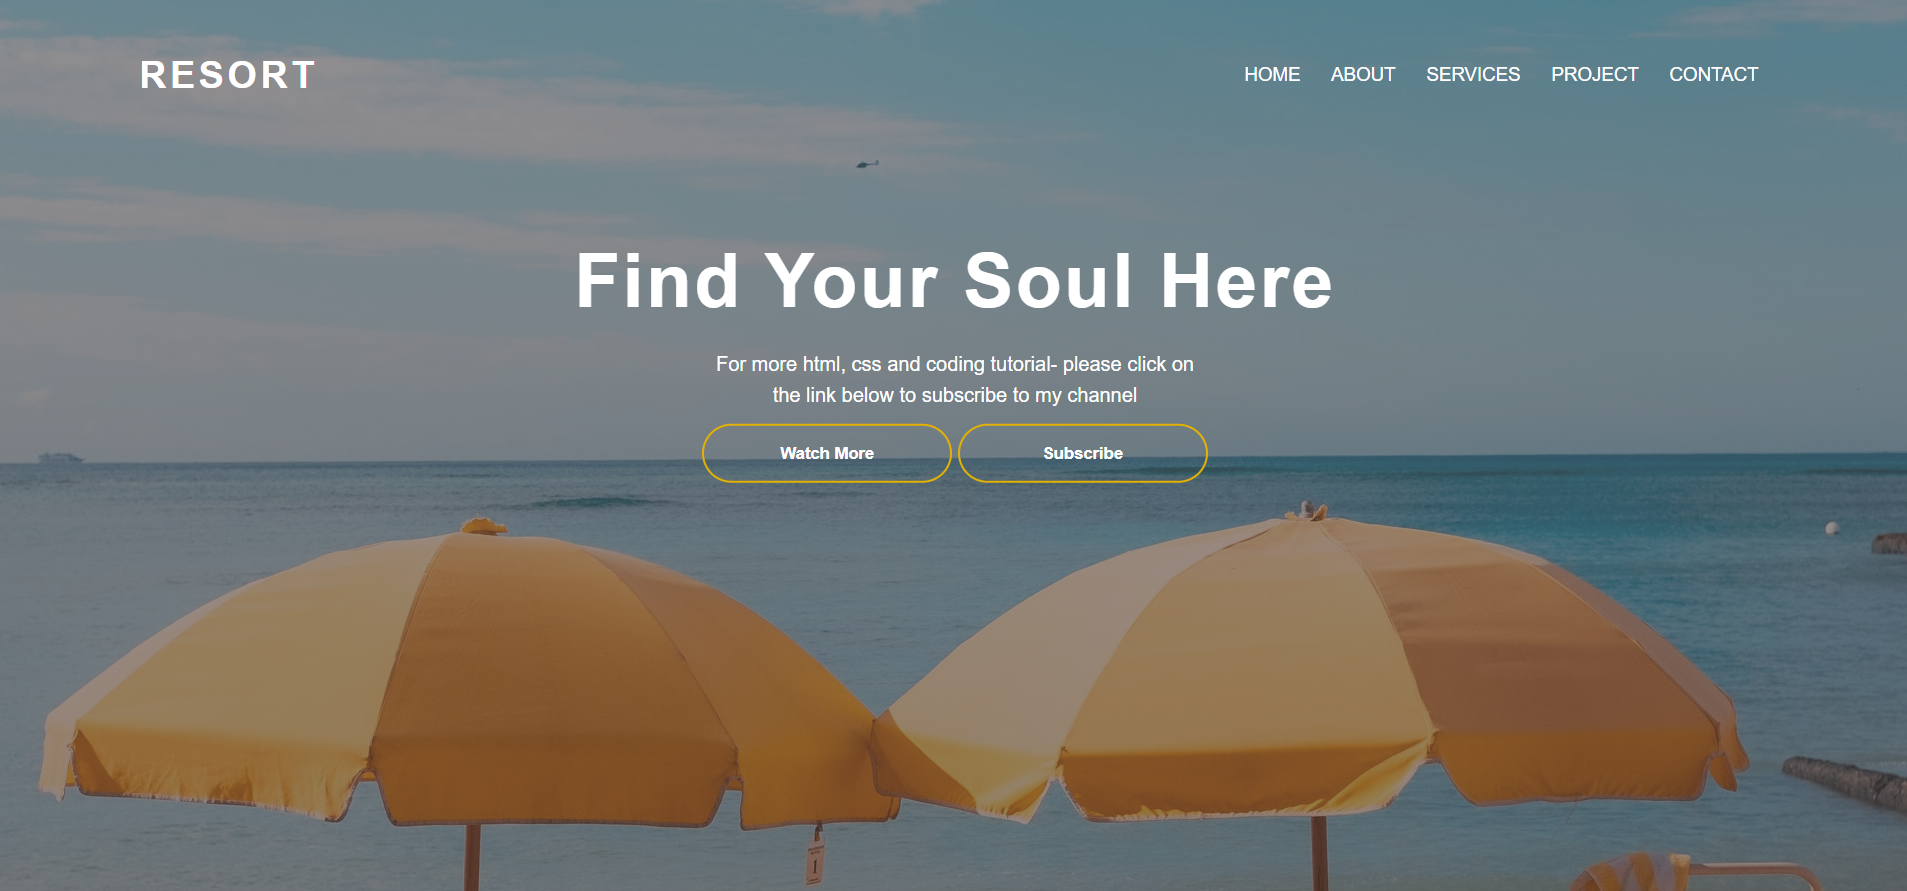 RESORT
HOME ABOUT SERVICES PROJECT CONTACT
Find Your Soul Here
For more html, css and coding tutorial- please click on
the link below to subscribe to my channel
Watch More Subscribe
1